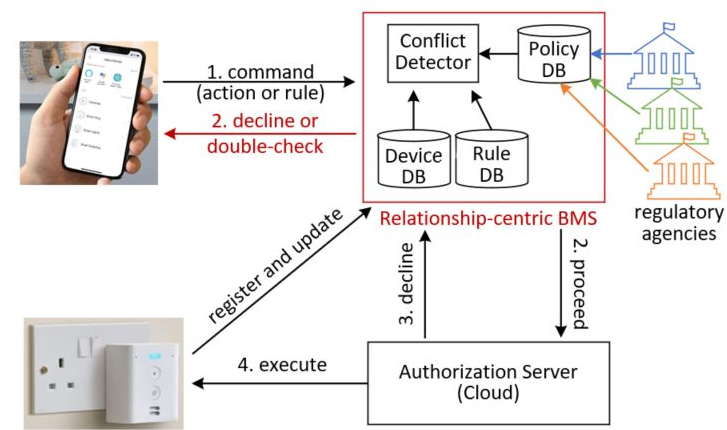 1. command
(action or rule)
2. decline or
double-check
Conflict
Detector
Policy
DB
Device
DB
Rule
DB
Relationship-centric BMS
regulatory
agencies
register and update
3. decline
2. proceed
4. execute
Authorization Server
(Cloud)